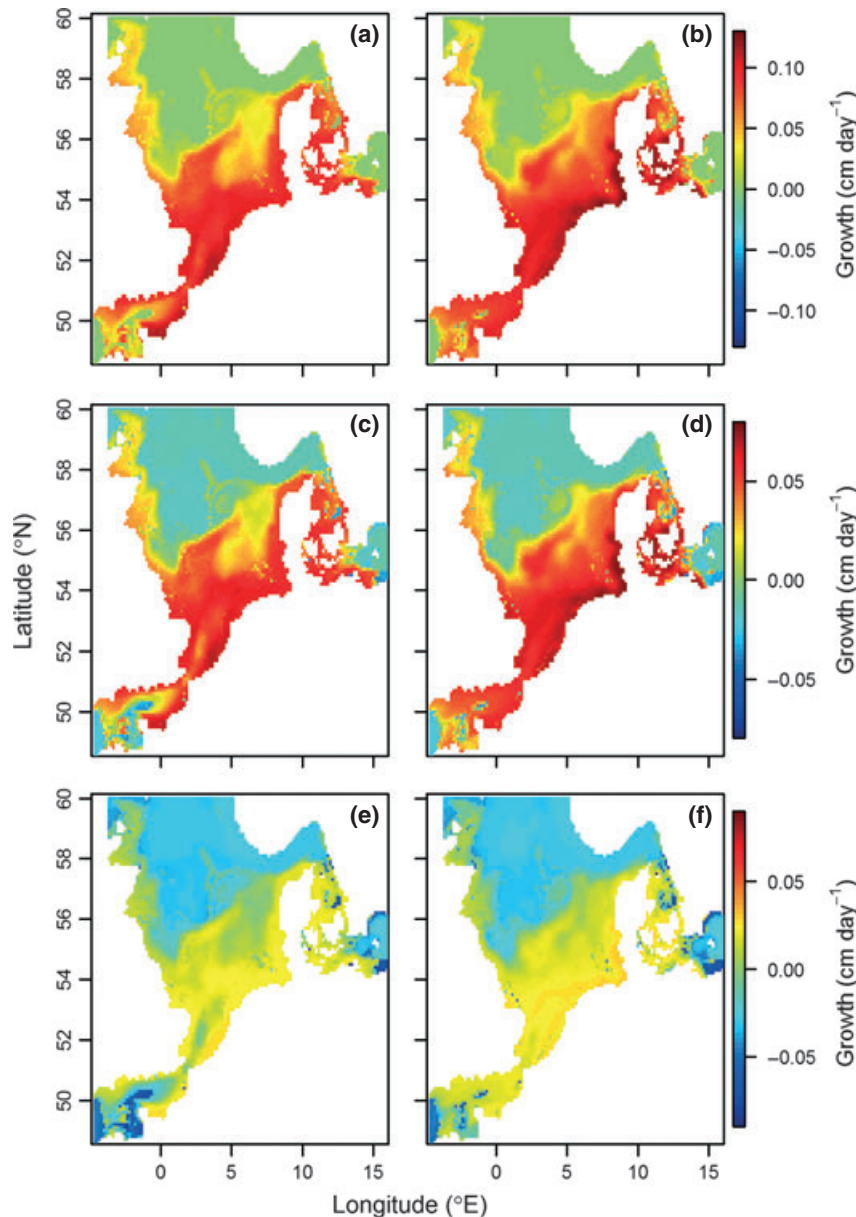 (a)
(b)
60
58
56
54
52
50
0.10
0.05
0.00
−0.05
−0.10
Growth (cm day−1)
(c)
(d)
60
58
56
54
52
50
Latitude (°N)
0.05
0.00
−0.05
Growth (cm day−1)
(e)
(f)
60
58
56
54
52
50
0.05
0.00
−0.05
Growth (cm day−1)
0 5 10 15 0 5 10 15
Longitude (°E)